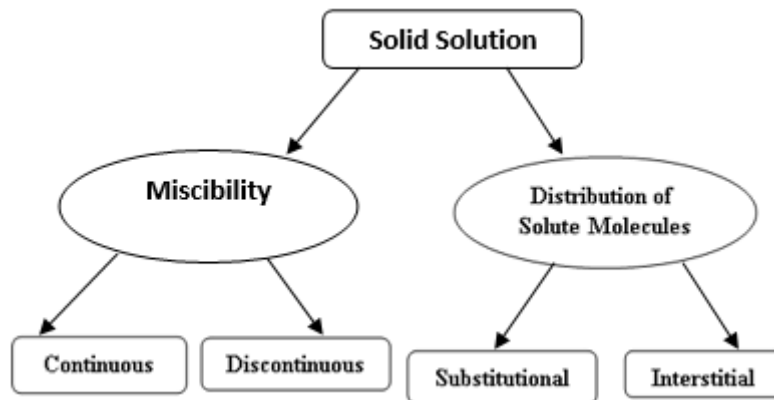 Solid Solution
Miscibility
Distribution of
Solute Molecules
Continuous
Discontinuous
Substitutional
Interstitial